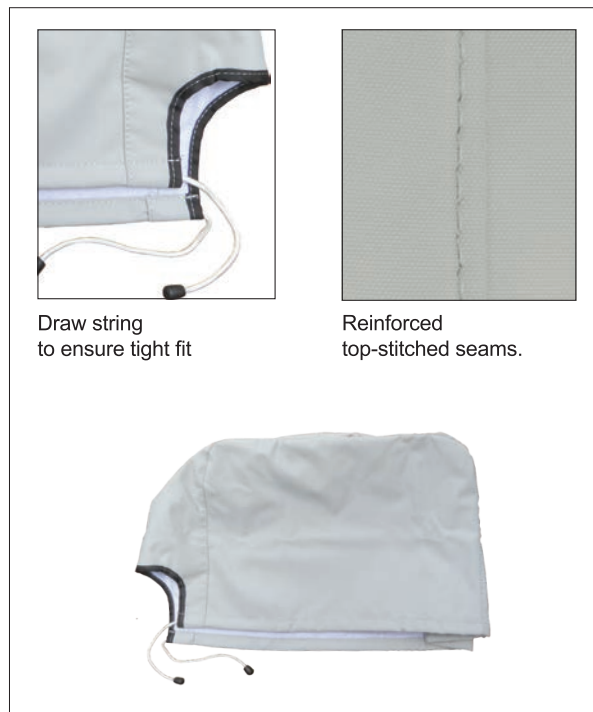 Draw string
to ensure tight fit
Reinforced
top-stitched seams.